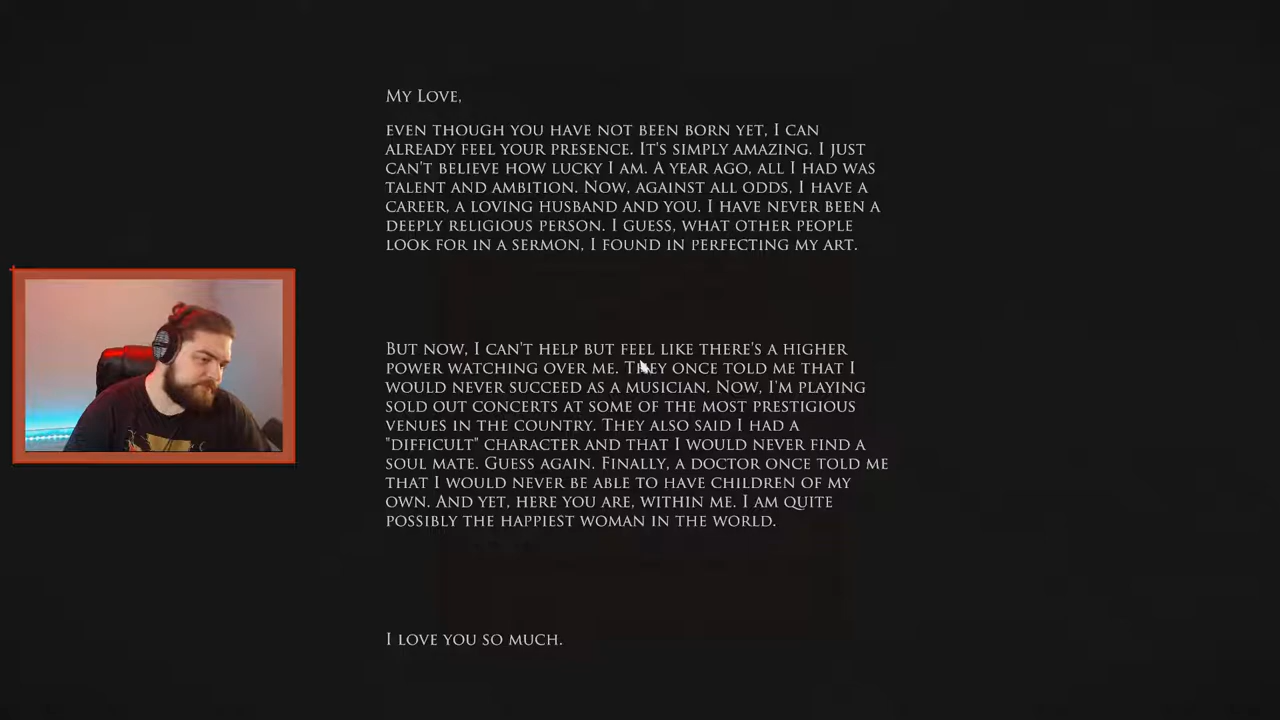 My Love,
even though you have not been born yet, I can
already feel your presence. It's simply amazing. I just
can't believe how lucky I am. A year ago, all I had was
talent and ambition. Now, against all odds, I have a
career, a loving husband and you. I have never been a
deeply religious person. I guess, what other people
look for in a sermon, I found in perfecting my art.
But now, I can't help but feel like there's a higher
power watching over me. They once told me that I
would never succeed as a musician. Now, I'm playing
sold out concerts at some of the most prestigious
venues in the country. They also said I had a
"difficult" character and that I would never find a
soul mate. Guess again. Finally, a doctor once told me
that I would never be able to have children of my
own. And yet, here you are, within me. I am quite
possibly the happiest woman in the world.
I love you so much.